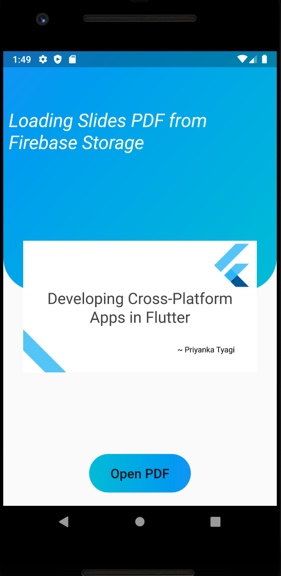 1:49
Loading Slides PDF from
Firebase Storage
Developing Cross-Platform
Apps in Flutter
~ Priyanka Tyagi
Open PDF